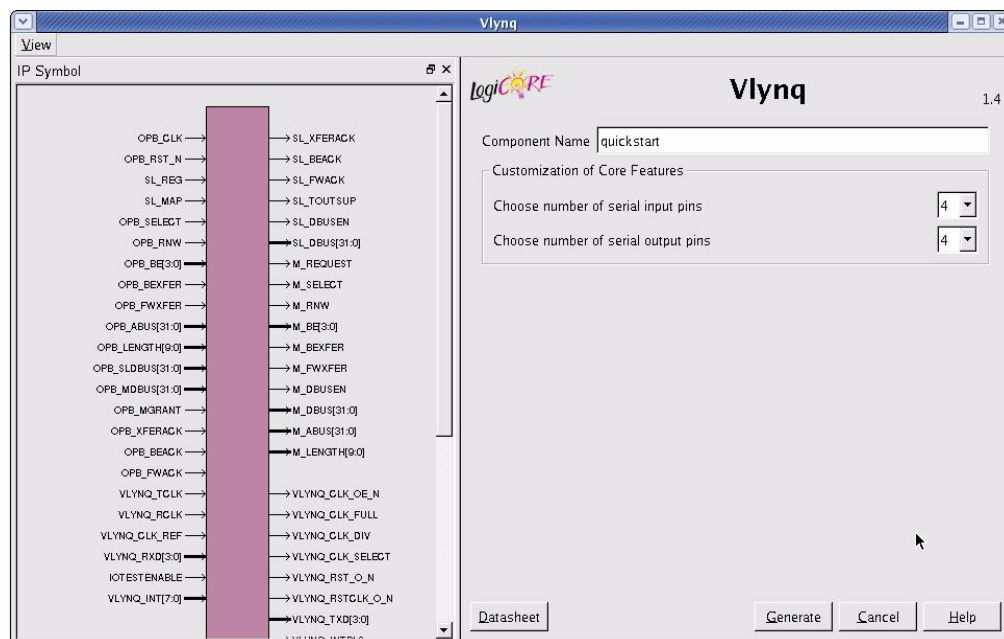 Vlynq
View
IP Symbol
OPB_CLK
OPB_RST_N
SL_REG
SL_MAP
OPB_SELECT
OPB_RNW
OPB_BE[3:0]
OPB_BEXFER
OPB_FWXFER
OPB_ABUS[31:0]
OPB_LENGTH[9:0]
OPB_SLDBUS[31:0]
OPB_MDBUS[31:0]
OPB_MGRANT
OPB_XFERACK
OPB_BEACK
OPB_FWACK
VLYNQ_TCLK
VLYNQ_RCLK
VLYNQ_CLK_REF
VLYNQ_RXD[3:0]
IOTESTENABLE
VLYNQ_INT[7:0]
SL_XFERACK
SL_BEACK
SL_FWACK
SL_TOUTSUP
SL_DBUSEN
SL_DBUS[31:0]
M_REQUEST
M_SELECT
M_RNW
M_BE[3:0]
M_BEXFER
M_FWXFER
M_DBUSEN
M_DBUS[31:0]
M_ABUS[31:0]
M_LENGTH[9:0]
VLYNQ_CLK_OE_N
VLYNQ_CLK_FULL
VLYNQ_CLK_DIV
VLYNQ_CLK_SELECT
VLYNQ_RST_O_N
VLYNQ_RSTCLK_O_N
VLYNQ_TXD[3:0]
LogiCORE
Vlynq
1.4
Component Name quickstart
Customization of Core Features
Choose number of serial input pins 4
Choose number of serial output pins 4
Datasheet
Generate
Cancel
Help